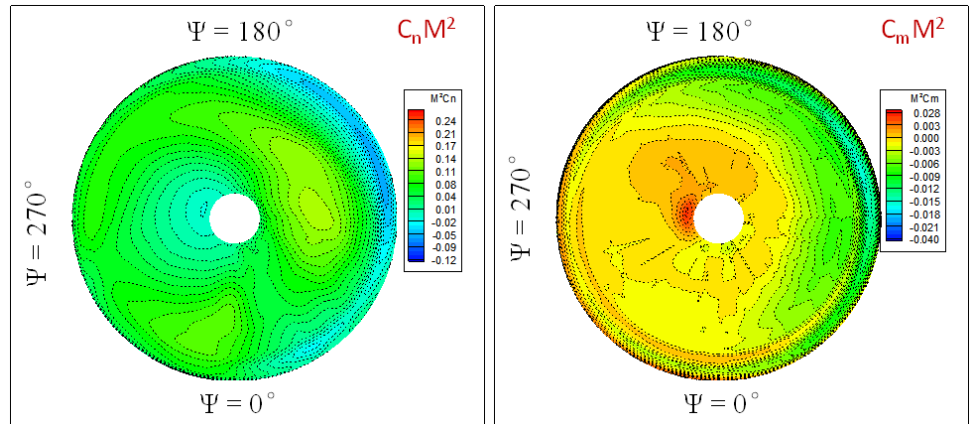 Ψ = 180° CnM²
M²Cn
0.24
0.21
0.17
0.14
0.11
0.08
0.04
0.01
-0.02
-0.05
-0.09
-0.12
Ψ = 270°
Ψ = 0°
Ψ = 180° CmM²
M²Cm
0.028
0.003
0.000
-0.003
-0.006
-0.009
-0.012
-0.015
-0.018
-0.021
-0.040
Ψ = 270°
Ψ = 0°